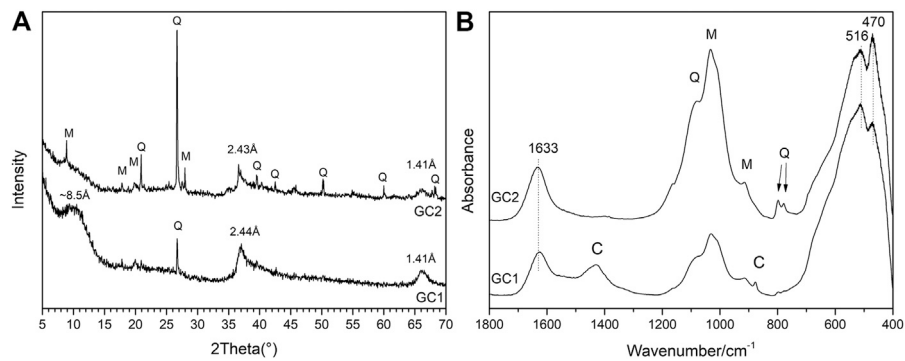 A
Q
M
M
M
Q
M
2.43Å
Q
Q
Q
Q
1.41Å
Q
GC2
~8.5Å
Q
2.44Å
1.41Å
GC1
Intensity
5 10 15 20 25 30 35 40 45 50 55 60 65 70
2Theta(°)
B
470
516
M
Q
1633
M
Q
GC2
C
C
GC1
Absorbance
1800 1600 1400 1200 1000 800 600 400
Wavenumber/cm-1